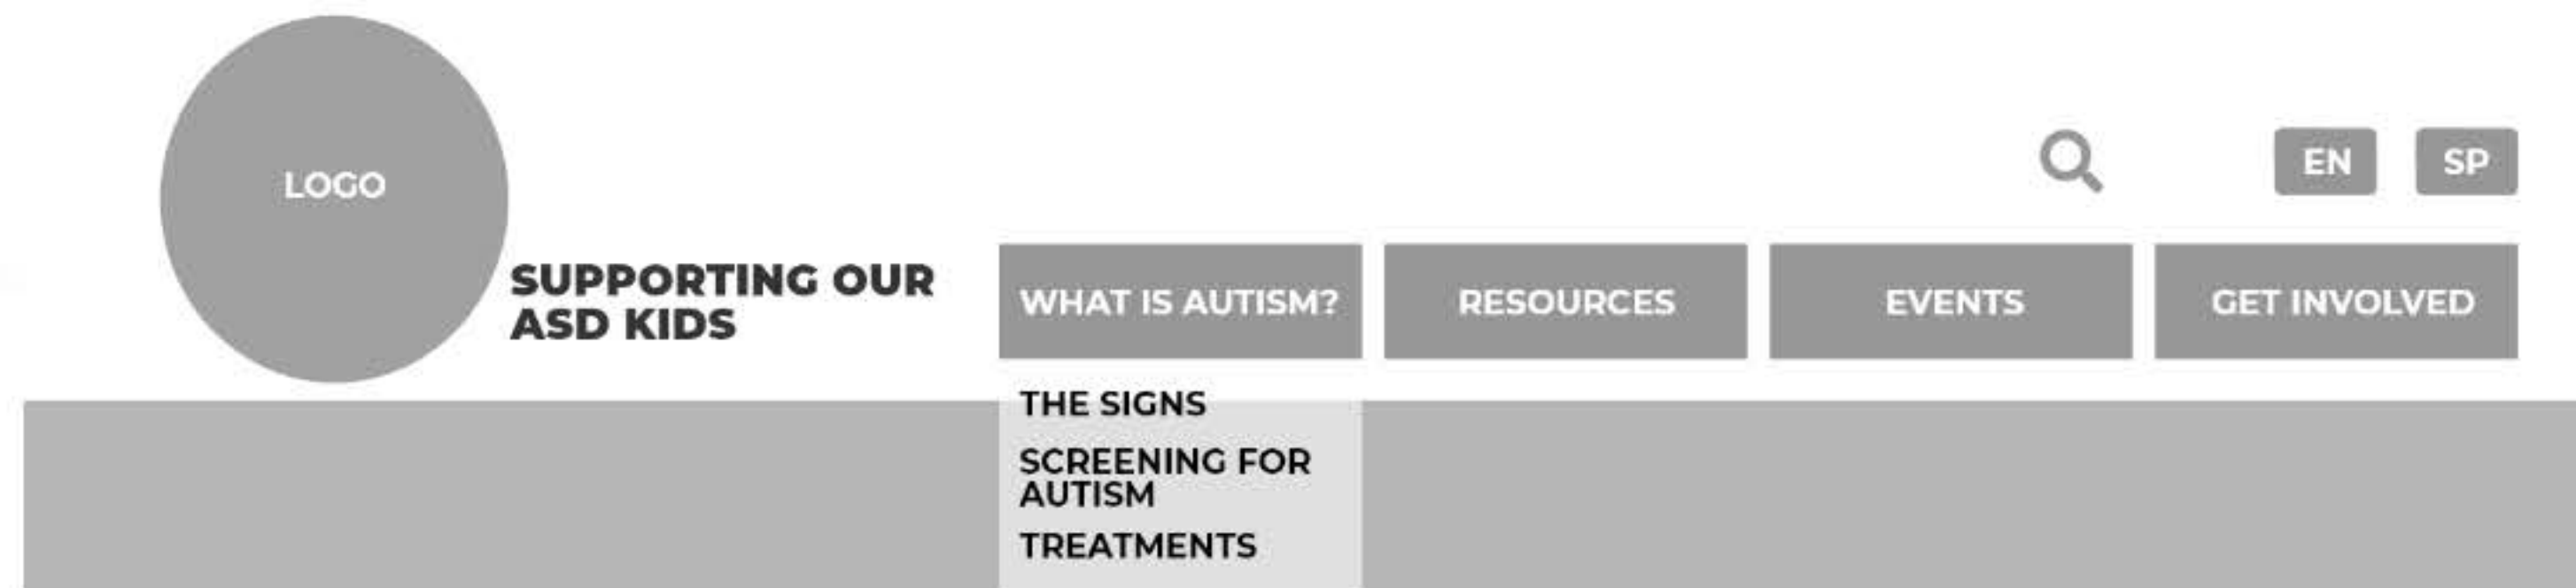 LOGO
EN
SP
SUPPORTING OUR
ASD KIDS
WHAT IS AUTISM?
RESOURCES
EVENTS
GET INVOLVED
THE SIGNS
SCREENING FOR
AUTISM
TREATMENTS